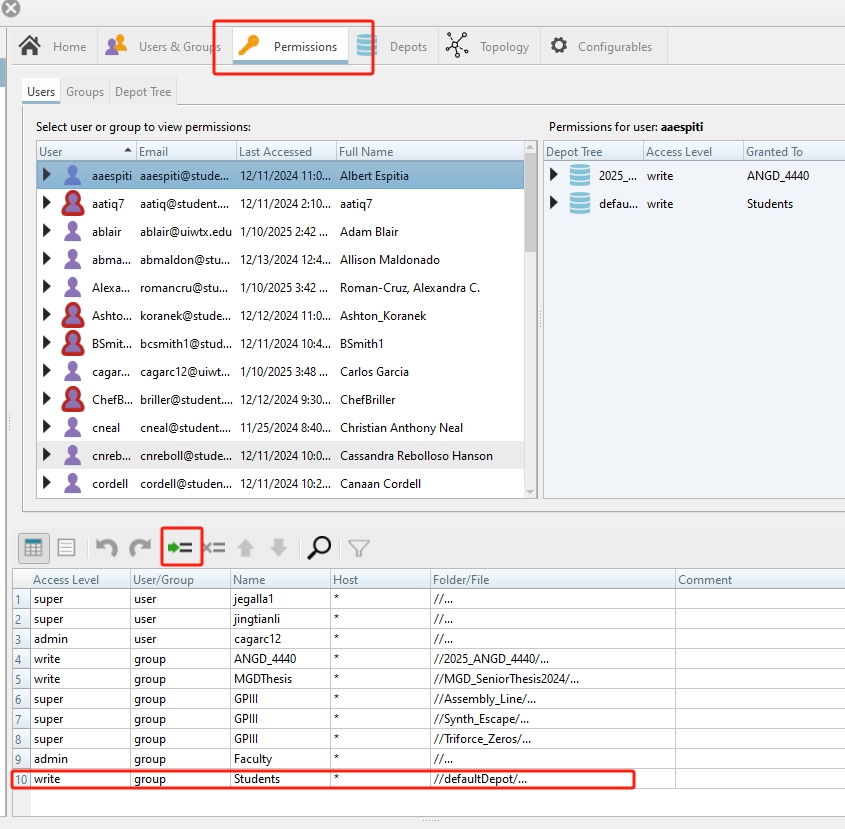 Home Users & Groups Permissions Depots Topology Configurables
Users Groups Depot Tree
Select user or group to view permissions:
Permissions for user: aaespiti
User Email Last Accessed Full Name
Depot Tree Access Level Granted To
aaespiti aaespiti@stude... 12/11/2024 11:0... Albert Espitia
2025_... write ANGD_4440
aatiq7 aatiq@student.... 12/11/2024 2:10... aatiq7
defau... write Students
ablair ablair@uiwtx.edu 1/10/2025 2:42 ... Adam Blair
abma... abmaldon@stu... 12/13/2024 12:4... Allison Maldonado
Alexa... romancru@stu... 1/10/2025 3:42 ... Roman-Cruz, Alexandra C.
Ashto... koranek@stude... 12/12/2024 11:0... Ashton_Koranek
BSmit... bcsmith1@stud... 12/11/2024 10:4... BSmith1
cagar... cagarc12@uiwt... 1/10/2025 3:48 ... Carlos Garcia
ChefB... briller@student.... 12/12/2024 9:30... ChefBriller
cneal cneal@student.... 11/25/2024 8:40... Christian Anthony Neal
cnreb... cnreboll@stude... 12/11/2024 10:0... Cassandra Rebolloso Hanson
cordell cordell@studen... 12/11/2024 10:2... Canaan Cordell
Access Level User/Group Name Host Folder/File Comment
1 super user jegalla1 * //...
2 super user jingtianli * //...
3 admin user cagarc12 * //...
4 write group ANGD_4440 * //2025_ANGD_4440/...
5 write group MGDThesis * //MGD_SeniorThesis2024/...
6 super group GPIII * //Assembly_Line/...
7 super group GPIII * //Synth_Escape/...
8 super group GPIII * //Triforce_Zeros/...
9 admin group Faculty * //...
10 write group Students * //defaultDepot/...